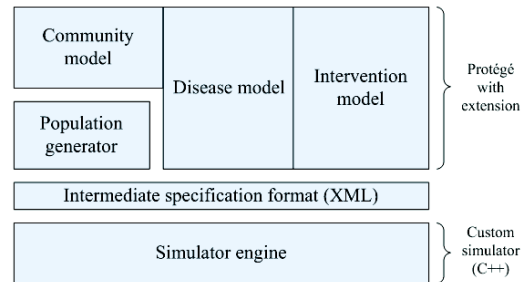 Community
model
Disease model
Intervention
model
Population
generator
Protégé
with
extension
Intermediate specification format (XML)
Simulator engine
Custom
simulator
(C++)